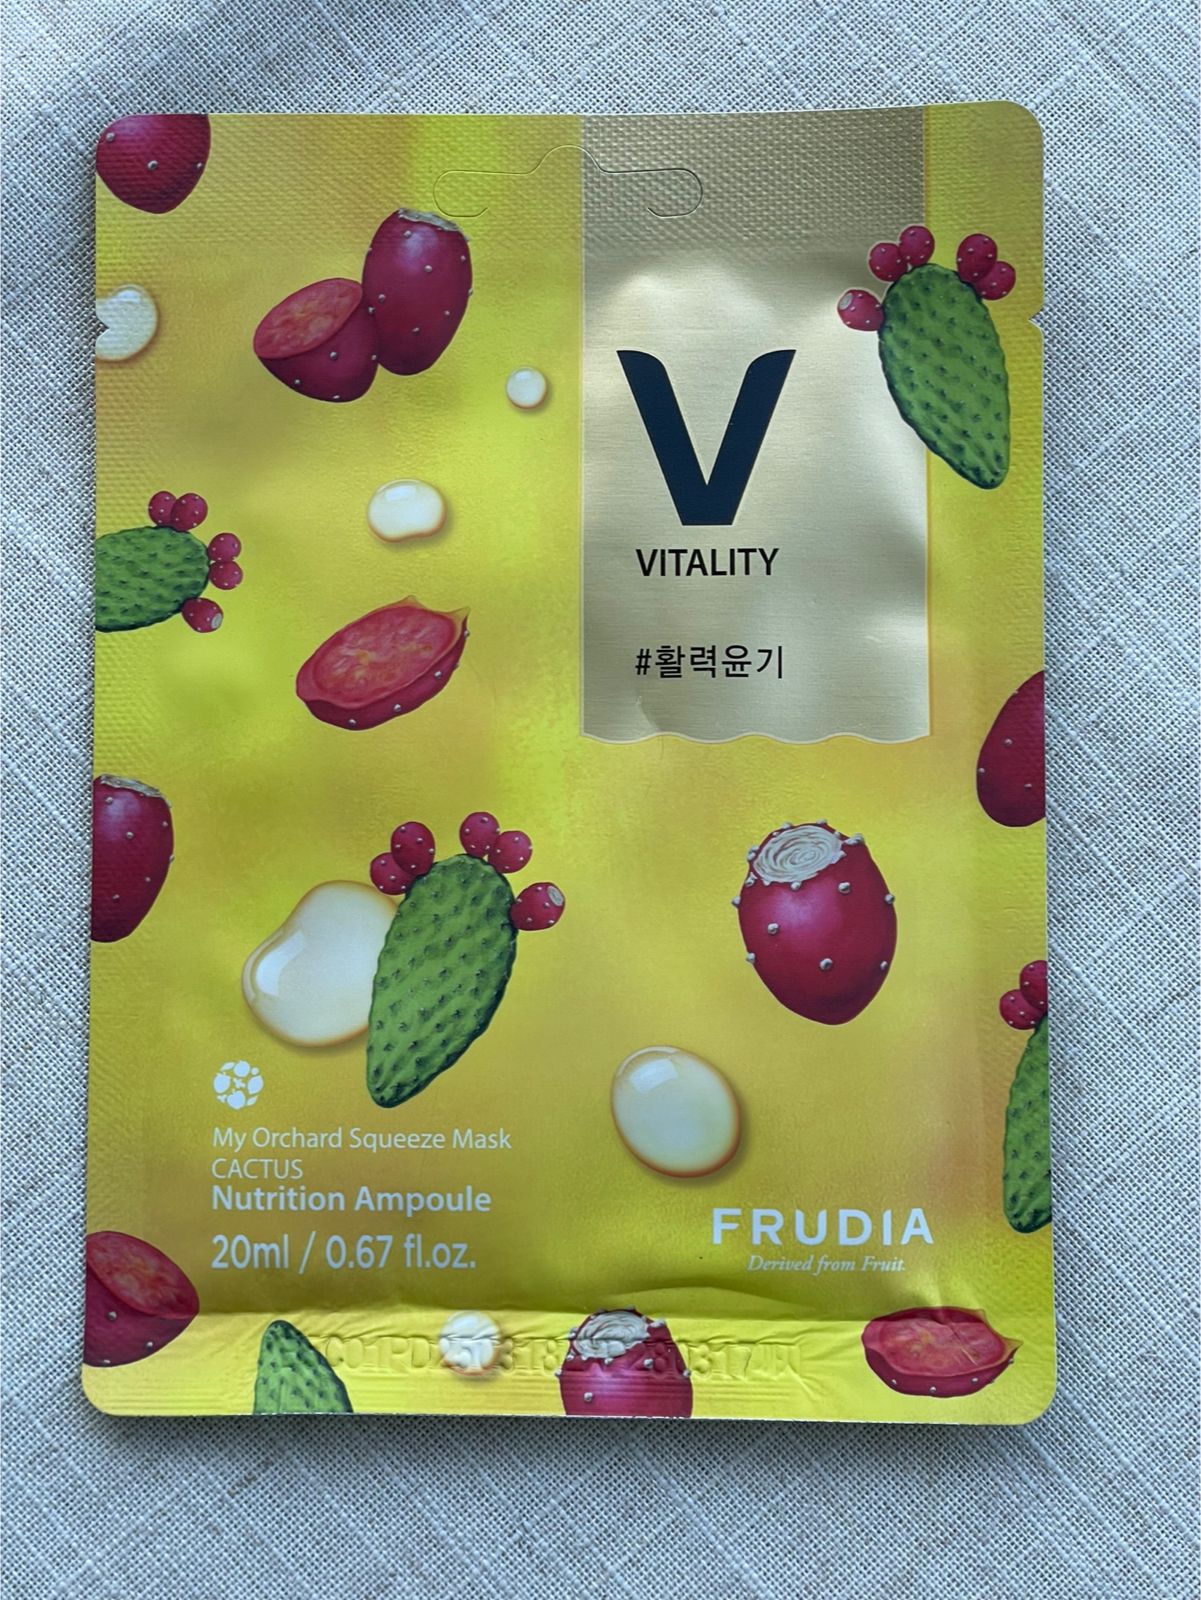 V
VITALITY
#활력윤기
My Orchard Squeeze Mask
CACTUS
Nutrition Ampoule
20ml / 0.67 fl.oz.
FRUDIA
Derived from Fruit